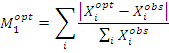 M_1^{opt} = \sum_i \frac{|X_i^{opt} - X_i^{obs}|}{\sum_i X_i^{obs}}